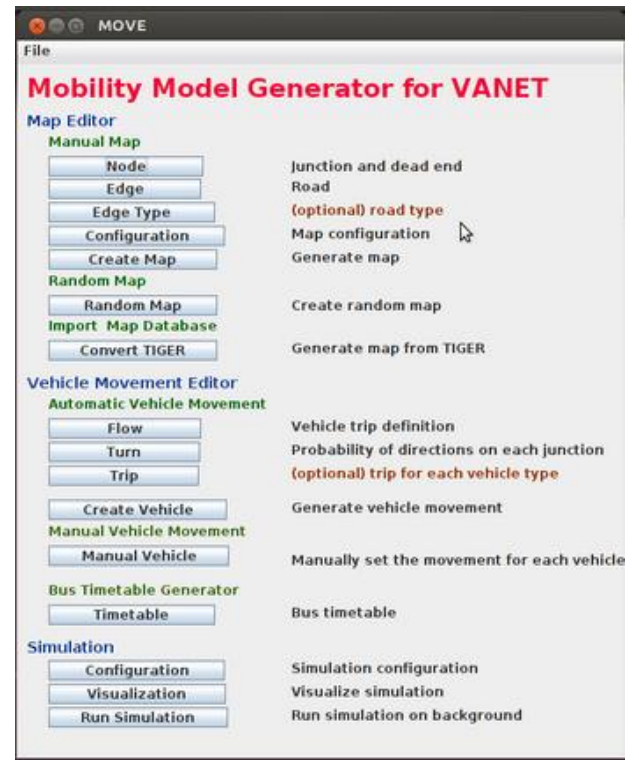 MOVE
File
Mobility Model Generator for VANET
Map Editor
Manual Map
Node Junction and dead end
Edge Road
Edge Type (optional) road type
Configuration Map configuration
Create Map Generate map
Random Map
Random Map Create random map
Import Map Database
Convert TIGER Generate map from TIGER
Vehicle Movement Editor
Automatic Vehicle Movement
Flow Vehicle trip definition
Turn Probability of directions on each junction
Trip (optional) trip for each vehicle type
Create Vehicle Generate vehicle movement
Manual Vehicle Movement
Manual Vehicle Manually set the movement for each vehicle
Bus Timetable Generator
Timetable Bus timetable
Simulation
Configuration Simulation configuration
Visualization Visualize simulation
Run Simulation Run simulation on background